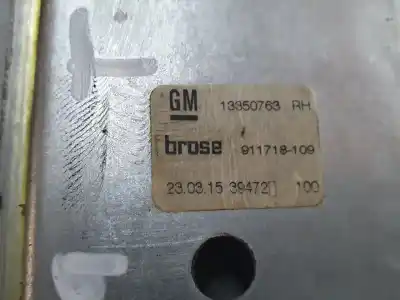 GM 13350763 RH
brose 911718-109
23.03.15 39472 100